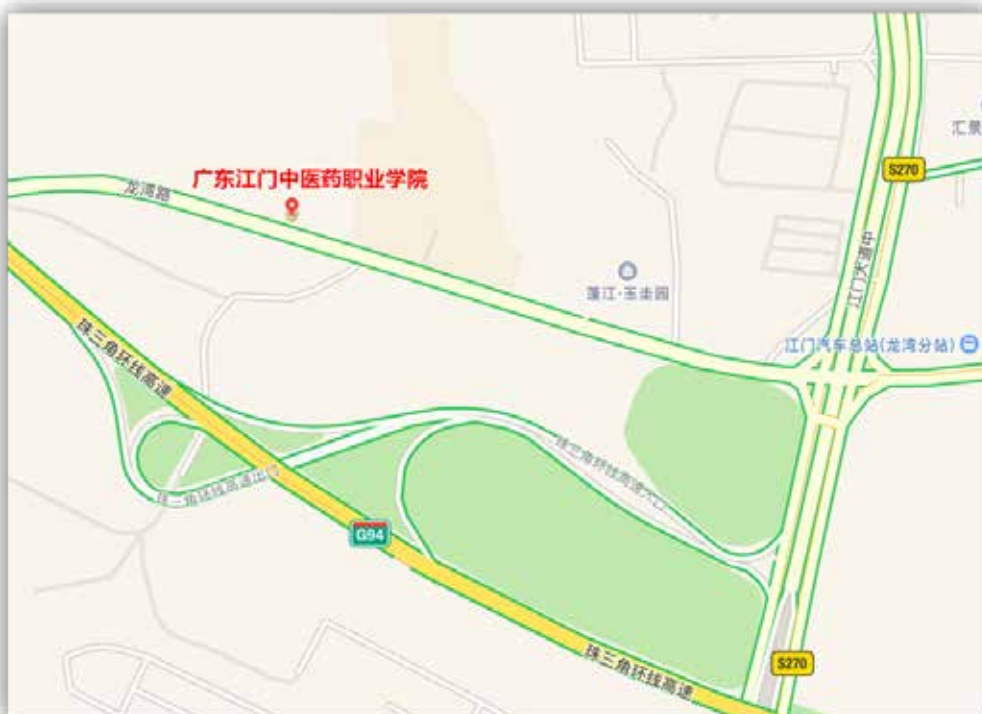 汇景
S270
广东江门中医药职业学院
龙湾路
江门大道中
蓬江·玉圭园
江门汽车总站(龙湾分站)
珠三角环线高速
珠三角环线高速入口
珠三角环线高速出口
G94
珠三角环线高速
S270